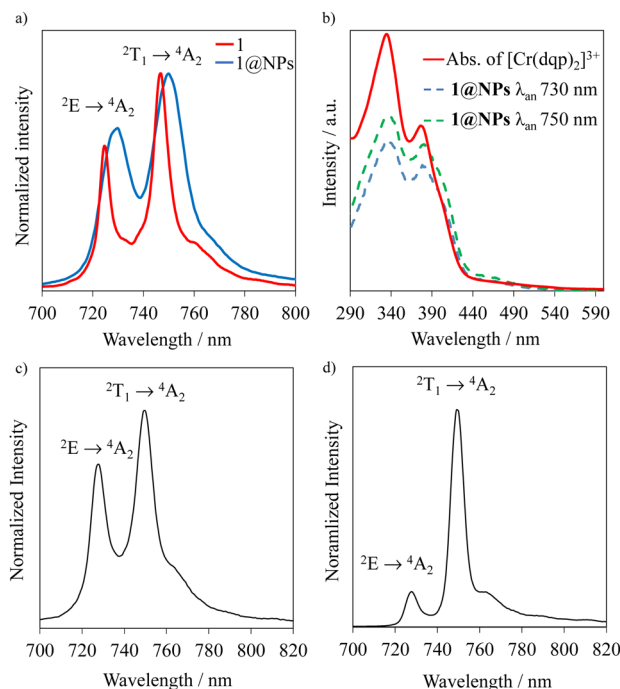 a)
²T₁ → ⁴A₂
²E → ⁴A₂
1
1@NPs
Normalized intensity
700 720 740 760 780 800
Wavelength / nm
b)
Abs. of [Cr(dqp)₂]³⁺
1@NPs λan 730 nm
1@NPs λan 750 nm
Intensity / a.u.
290 340 390 440 490 540 590
Wavelength / nm
c)
²T₁ → ⁴A₂
²E → ⁴A₂
Normalized Intensity
700 720 740 760 780 800 820
Wavelength / nm
d)
²T₁ → ⁴A₂
²E → ⁴A₂
Noramlized Intensity
700 720 740 760 780 800 820
Wavelength / nm